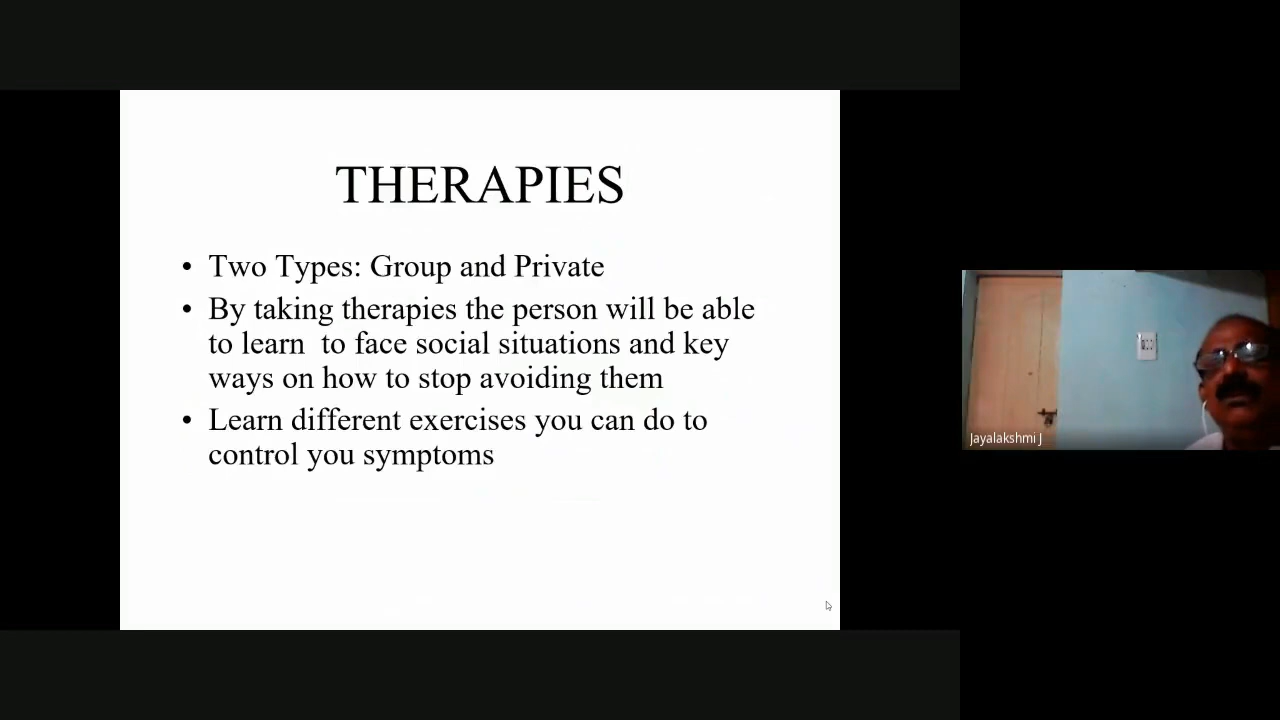 THERAPIES
• Two Types: Group and Private
• By taking therapies the person will be able
to learn  to face social situations and key
ways on how to stop avoiding them
• Learn different exercises you can do to
control you symptoms
Jayalakshmi J